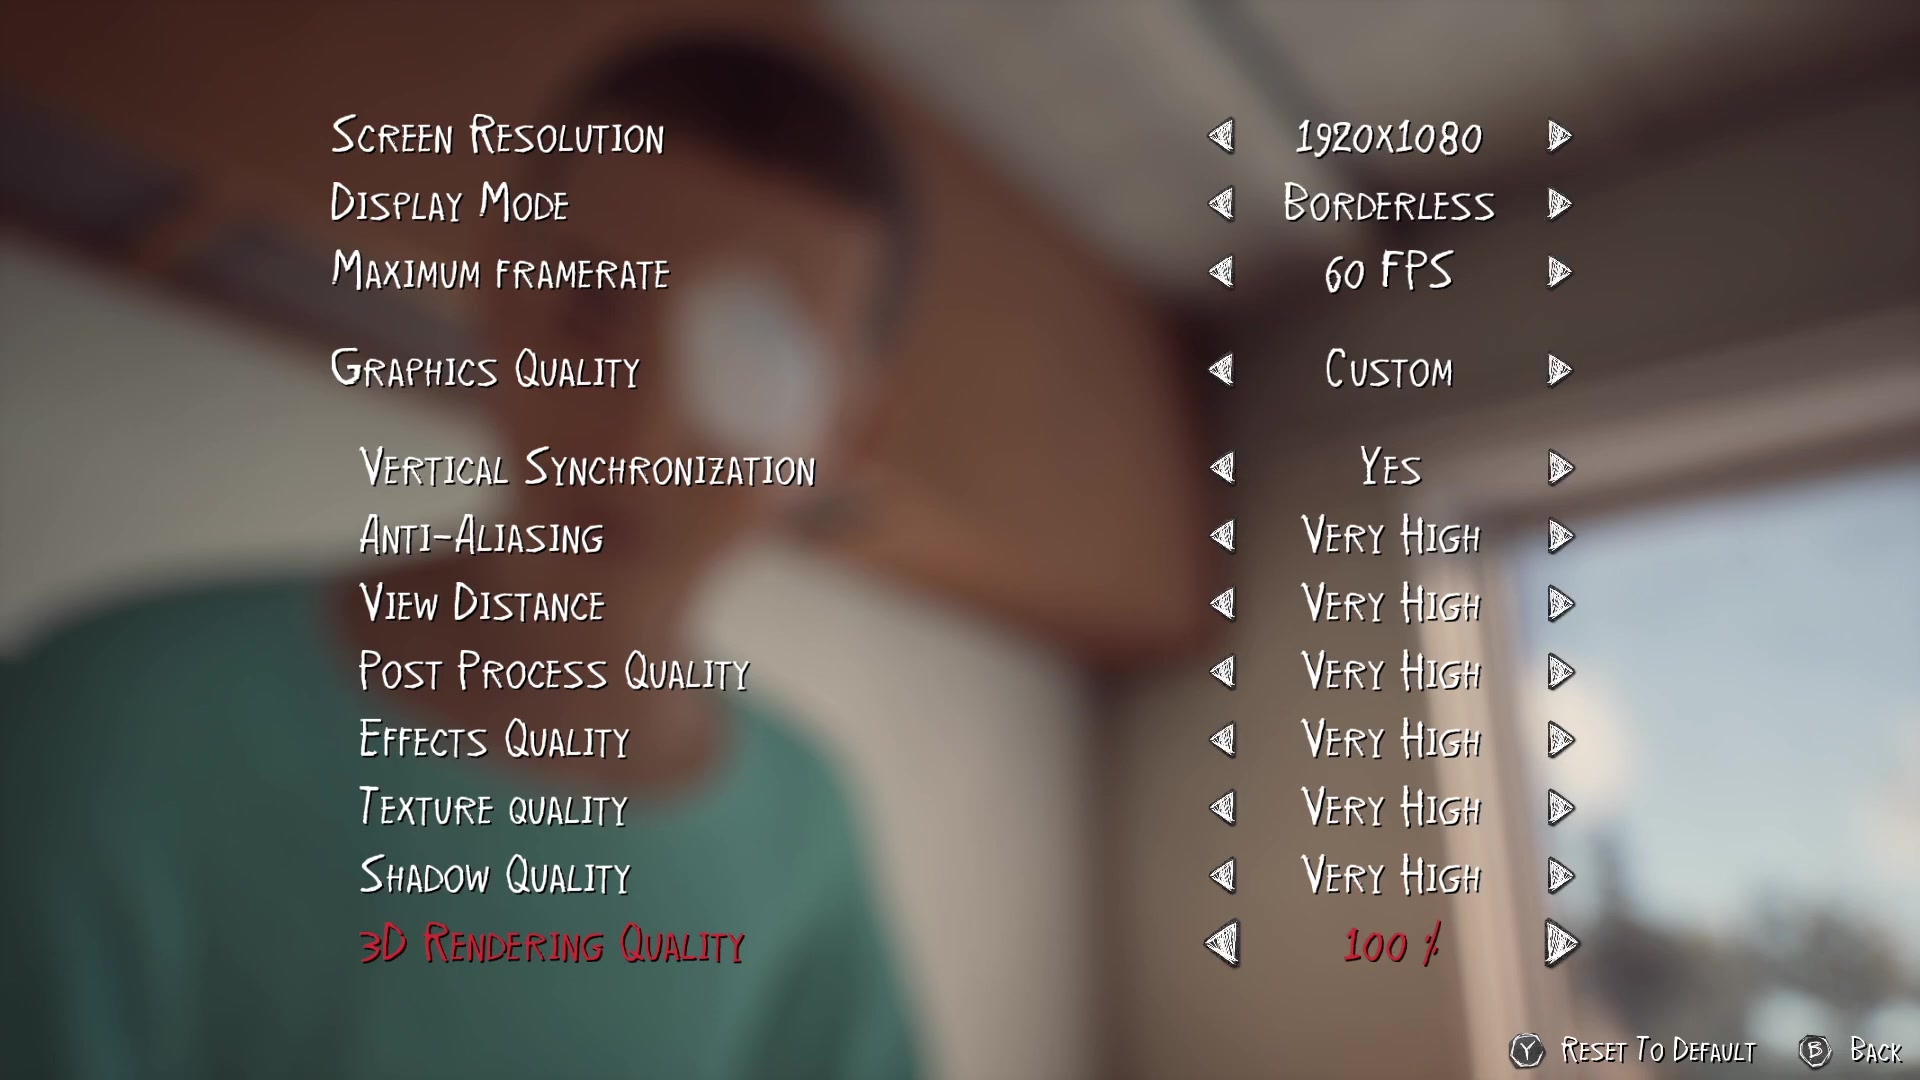 Screen Resolution 1920x1080
Display Mode Borderless
Maximum framerate 60 FPS
Graphics Quality Custom
Vertical Synchronization Yes
Anti-Aliasing Very High
View Distance Very High
Post Process Quality Very High
Effects Quality Very High
Texture quality Very High
Shadow Quality Very High
3D Rendering Quality 100 %
Y Reset To Default B Back